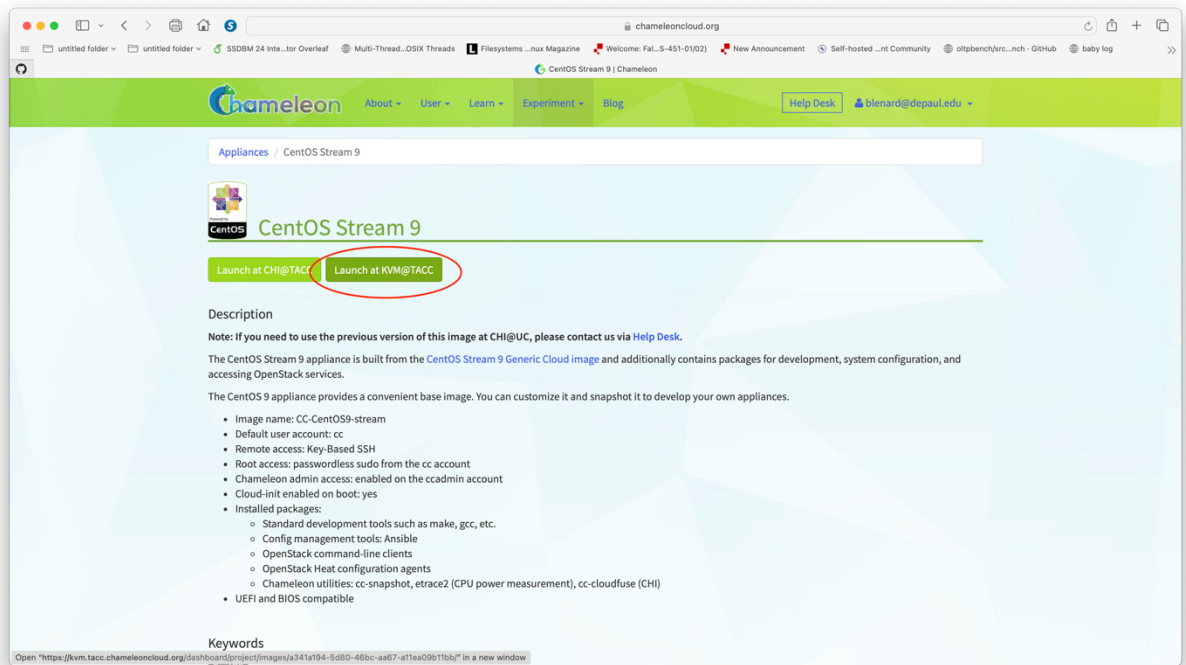 chameleoncloud.org
untitled folder
untitled folder
SSDBM 24 Inte...tor Overleaf
Multi-Thread...OSIX Threads
Filesystems ...nux Magazine
Welcome: Fal...S-451-01/02)
New Announcement
Self-hosted ...nt Community
oltpbench/src...nch · GitHub
baby log
CentOS Stream 9 | Chameleon
Chameleon
About
User
Learn
Experiment
Blog
Help Desk
blenard@depaul.edu
Appliances / CentOS Stream 9
Powered by
CentOS
CentOS Stream 9
Launch at CHI@TACC
Launch at KVM@TACC
Description
Note: If you need to use the previous version of this image at CHI@UC, please contact us via Help Desk.
The CentOS Stream 9 appliance is built from the CentOS Stream 9 Generic Cloud image and additionally contains packages for development, system configuration, and
accessing OpenStack services.
The CentOS 9 appliance provides a convenient base image. You can customize it and snapshot it to develop your own appliances.
• Image name: CC-CentOS9-stream
• Default user account: cc
• Remote access: Key-Based SSH
• Root access: passwordless sudo from the cc account
• Chameleon admin access: enabled on the ccadmin account
• Cloud-init enabled on boot: yes
• Installed packages:
◦ Standard development tools such as make, gcc, etc.
◦ Config management tools: Ansible
◦ OpenStack command-line clients
◦ OpenStack Heat configuration agents
◦ Chameleon utilities: cc-snapshot, etrace2 (CPU power measurement), cc-cloudfuse (CHI)
• UEFI and BIOS compatible
Keywords
Open "https://kvm.tacc.chameleoncloud.org/dashboard/project/images/a341a194-5d80-46bc-aa67-a11ea09b11bb/" in a new window